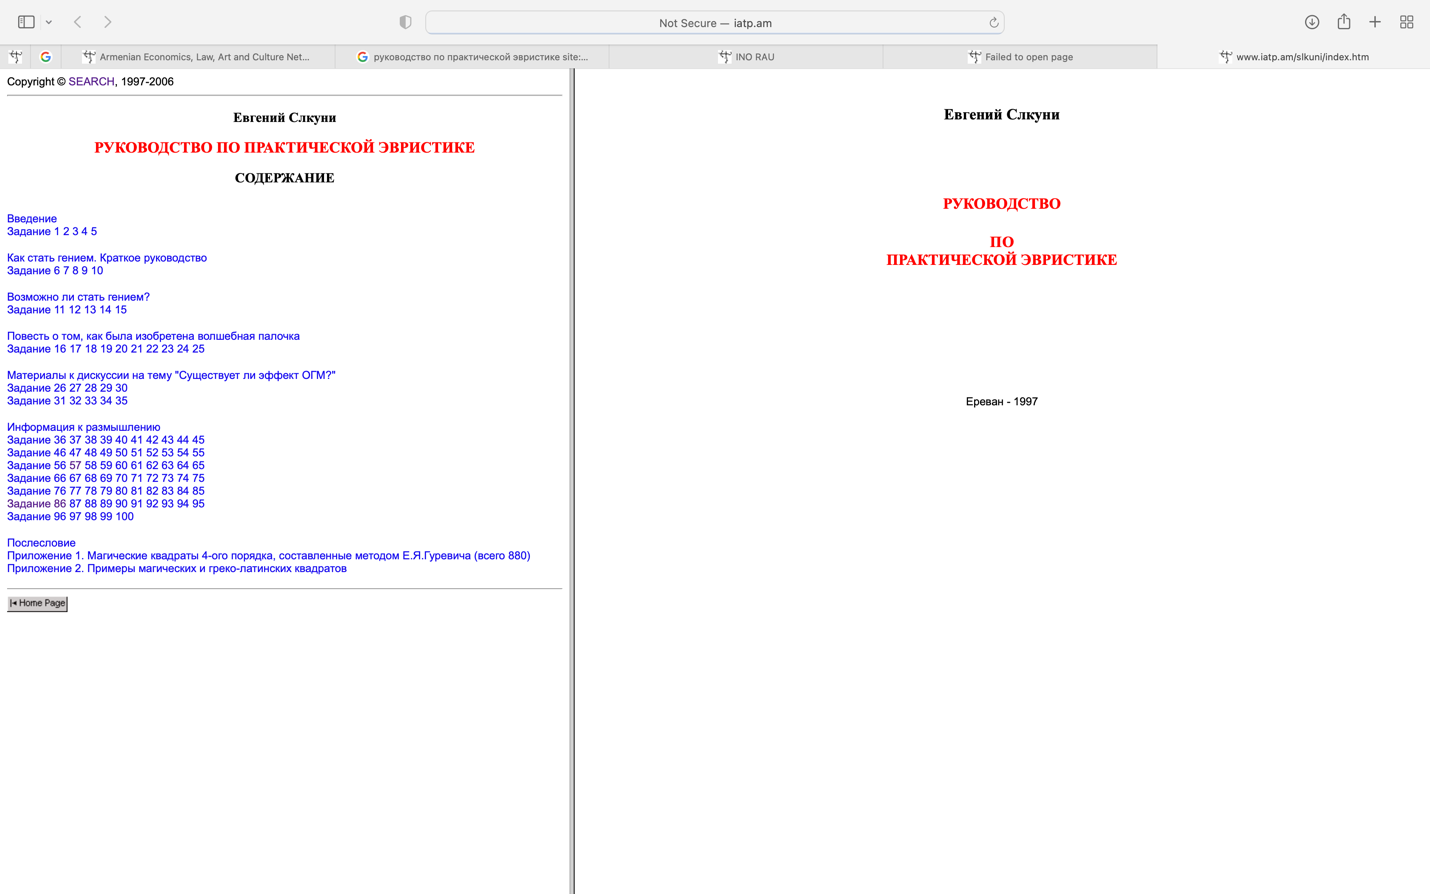 Not Secure — iatp.am
Armenian Economics, Law, Art and Culture Net...
руководство по практической эвристике site:...
INO RAU
Failed to open page
www.iatp.am/slkuni/index.htm
Copyright © SEARCH, 1997-2006
Евгений Слкуни
РУКОВОДСТВО ПО ПРАКТИЧЕСКОЙ ЭВРИСТИКЕ
СОДЕРЖАНИЕ
Введение
Задание 1 2 3 4 5
Как стать гением. Краткое руководство
Задание 6 7 8 9 10
Возможно ли стать гением?
Задание 11 12 13 14 15
Повесть о том, как была изобретена волшебная палочка
Задание 16 17 18 19 20 21 22 23 24 25
Материалы к дискуссии на тему "Существует ли эффект ОГМ?"
Задание 26 27 28 29 30
Задание 31 32 33 34 35
Информация к размышлению
Задание 36 37 38 39 40 41 42 43 44 45
Задание 46 47 48 49 50 51 52 53 54 55
Задание 56 57 58 59 60 61 62 63 64 65
Задание 66 67 68 69 70 71 72 73 74 75
Задание 76 77 78 79 80 81 82 83 84 85
Задание 86 87 88 89 90 91 92 93 94 95
Задание 96 97 98 99 100
Послесловие
Приложение 1. Магические квадраты 4-ого порядка, составленные методом Е.Я.Гуревича (всего 880)
Приложение 2. Примеры магических и греко-латинских квадратов
Home Page
Евгений Слкуни
РУКОВОДСТВО
ПО
ПРАКТИЧЕСКОЙ ЭВРИСТИКЕ
Ереван - 1997